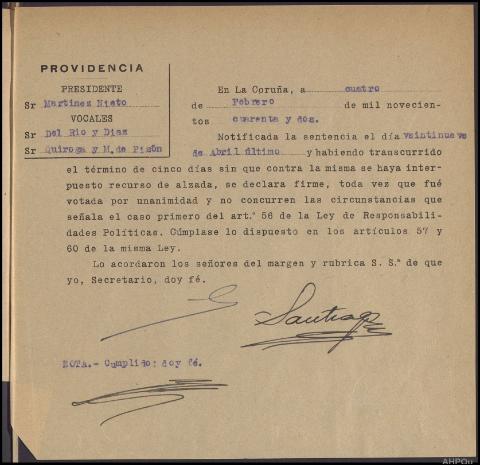 PROVIDENCIA
PRESIDENTE
Sr Martinez Nieto
VOCALES
Sr Del Rio y Diaz
Sr Quiroga y M. de Pisón
En La Coruña, a cuatro
de Febrero de mil novecien-
tos cuarenta y dos.
Notificada la sentencia el día veintinueve
de Abril último y habiendo transcurrido
el término de cinco días sin que contra la misma se haya inter-
puesto recurso de alzada, se declara firme, toda vez que fué
votada por unanimidad y no concurren las circunstancias que
señala el caso primero del art.º 56 de la Ley de Responsabili-
dades Políticas. Cúmplase lo dispuesto en los artículos 57 y
60 de la misma Ley.
Lo acordaron los señores del margen y rubrica S. S.ª de que
yo, Secretario, doy fé.
Santiago
NOTA.- Cumplido; doy fé.
AHPOu